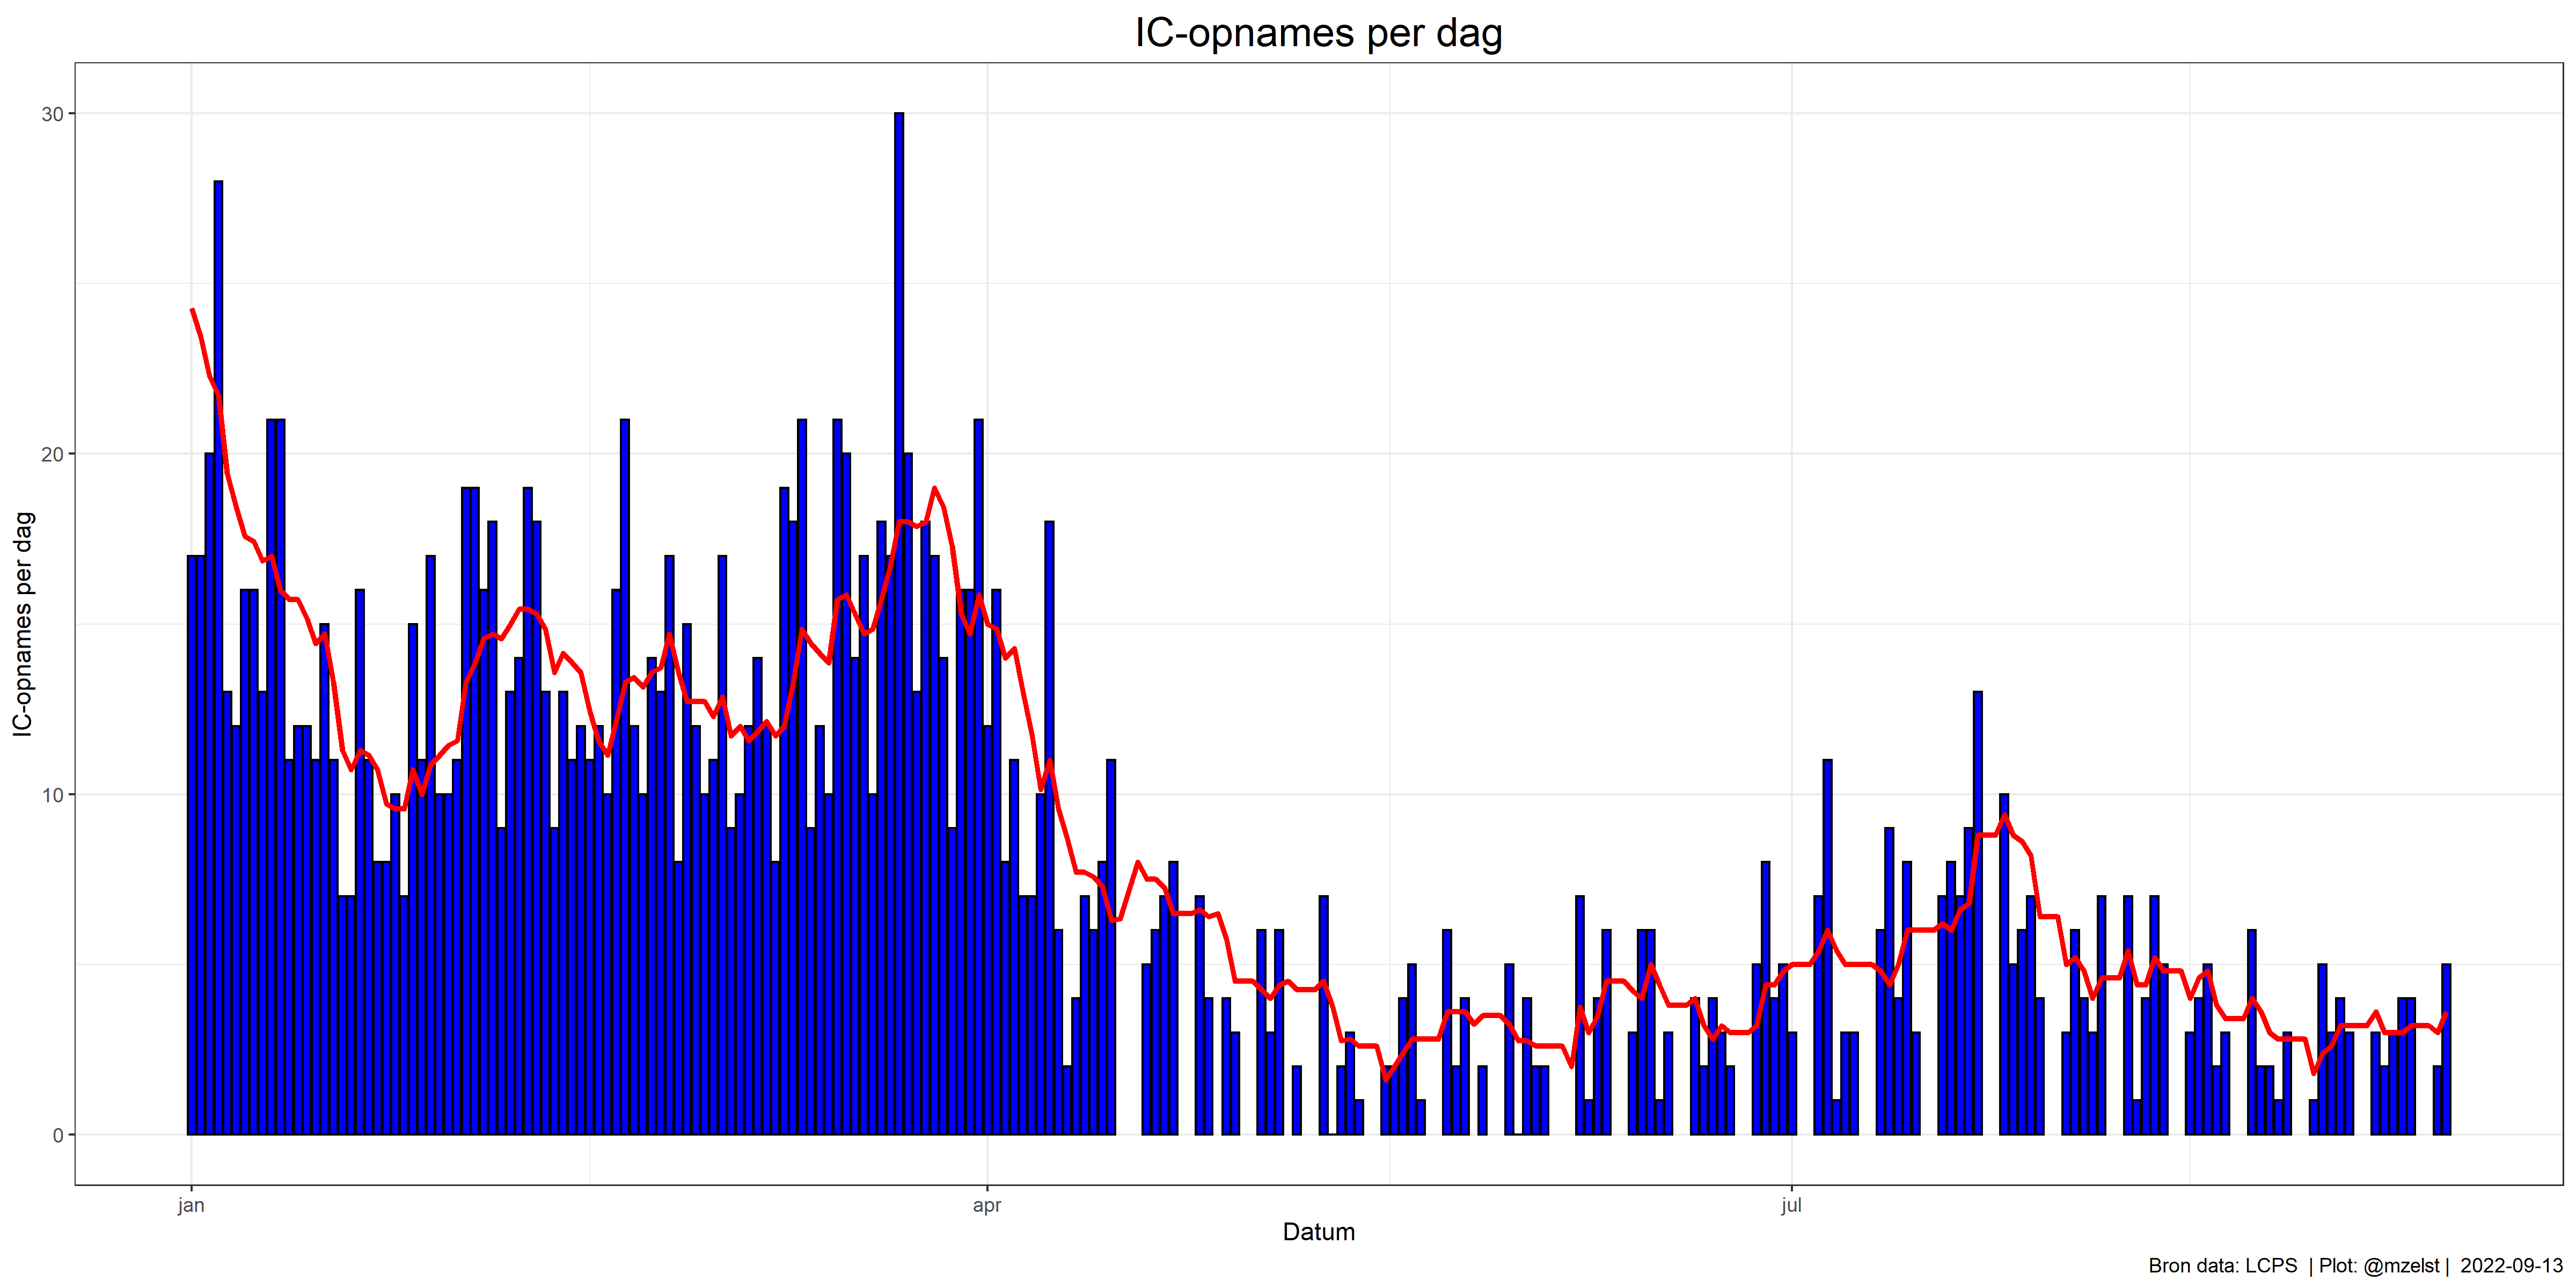 IC-opnames per dag
IC-opnames per dag
30
20
10
0
jan
apr
jul
Datum
Bron data: LCPS | Plot: @mzelst | 2022-09-13